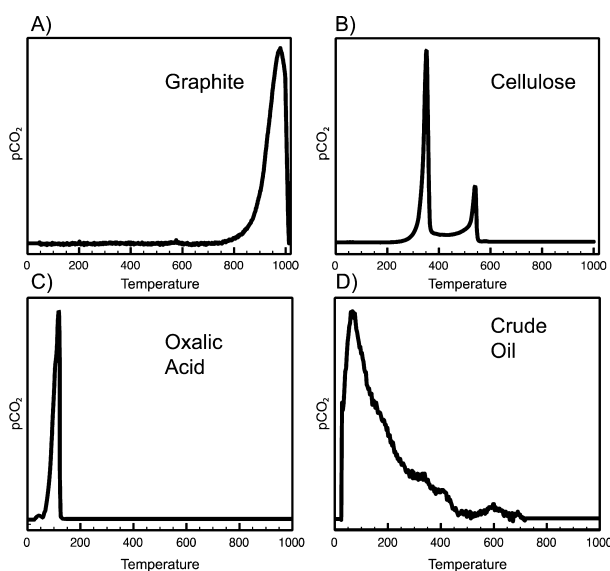 A)
Graphite
pCO₂
0 200 400 600 800 1000
Temperature
B)
Cellulose
pCO₂
0 200 400 600 800 1000
Temperature
C)
Oxalic
Acid
pCO₂
0 200 400 600 800 1000
Temperature
D)
Crude
Oil
pCO₂
0 200 400 600 800 1000
Temperature